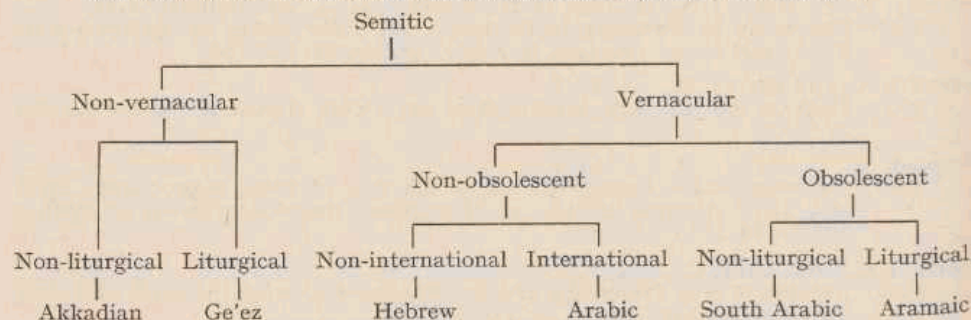 Semitic
Non-vernacular Vernacular
Non-obsolescent Obsolescent
Non-liturgical Liturgical Non-international International Non-liturgical Liturgical
Akkadian Ge'ez Hebrew Arabic South Arabic Aramaic